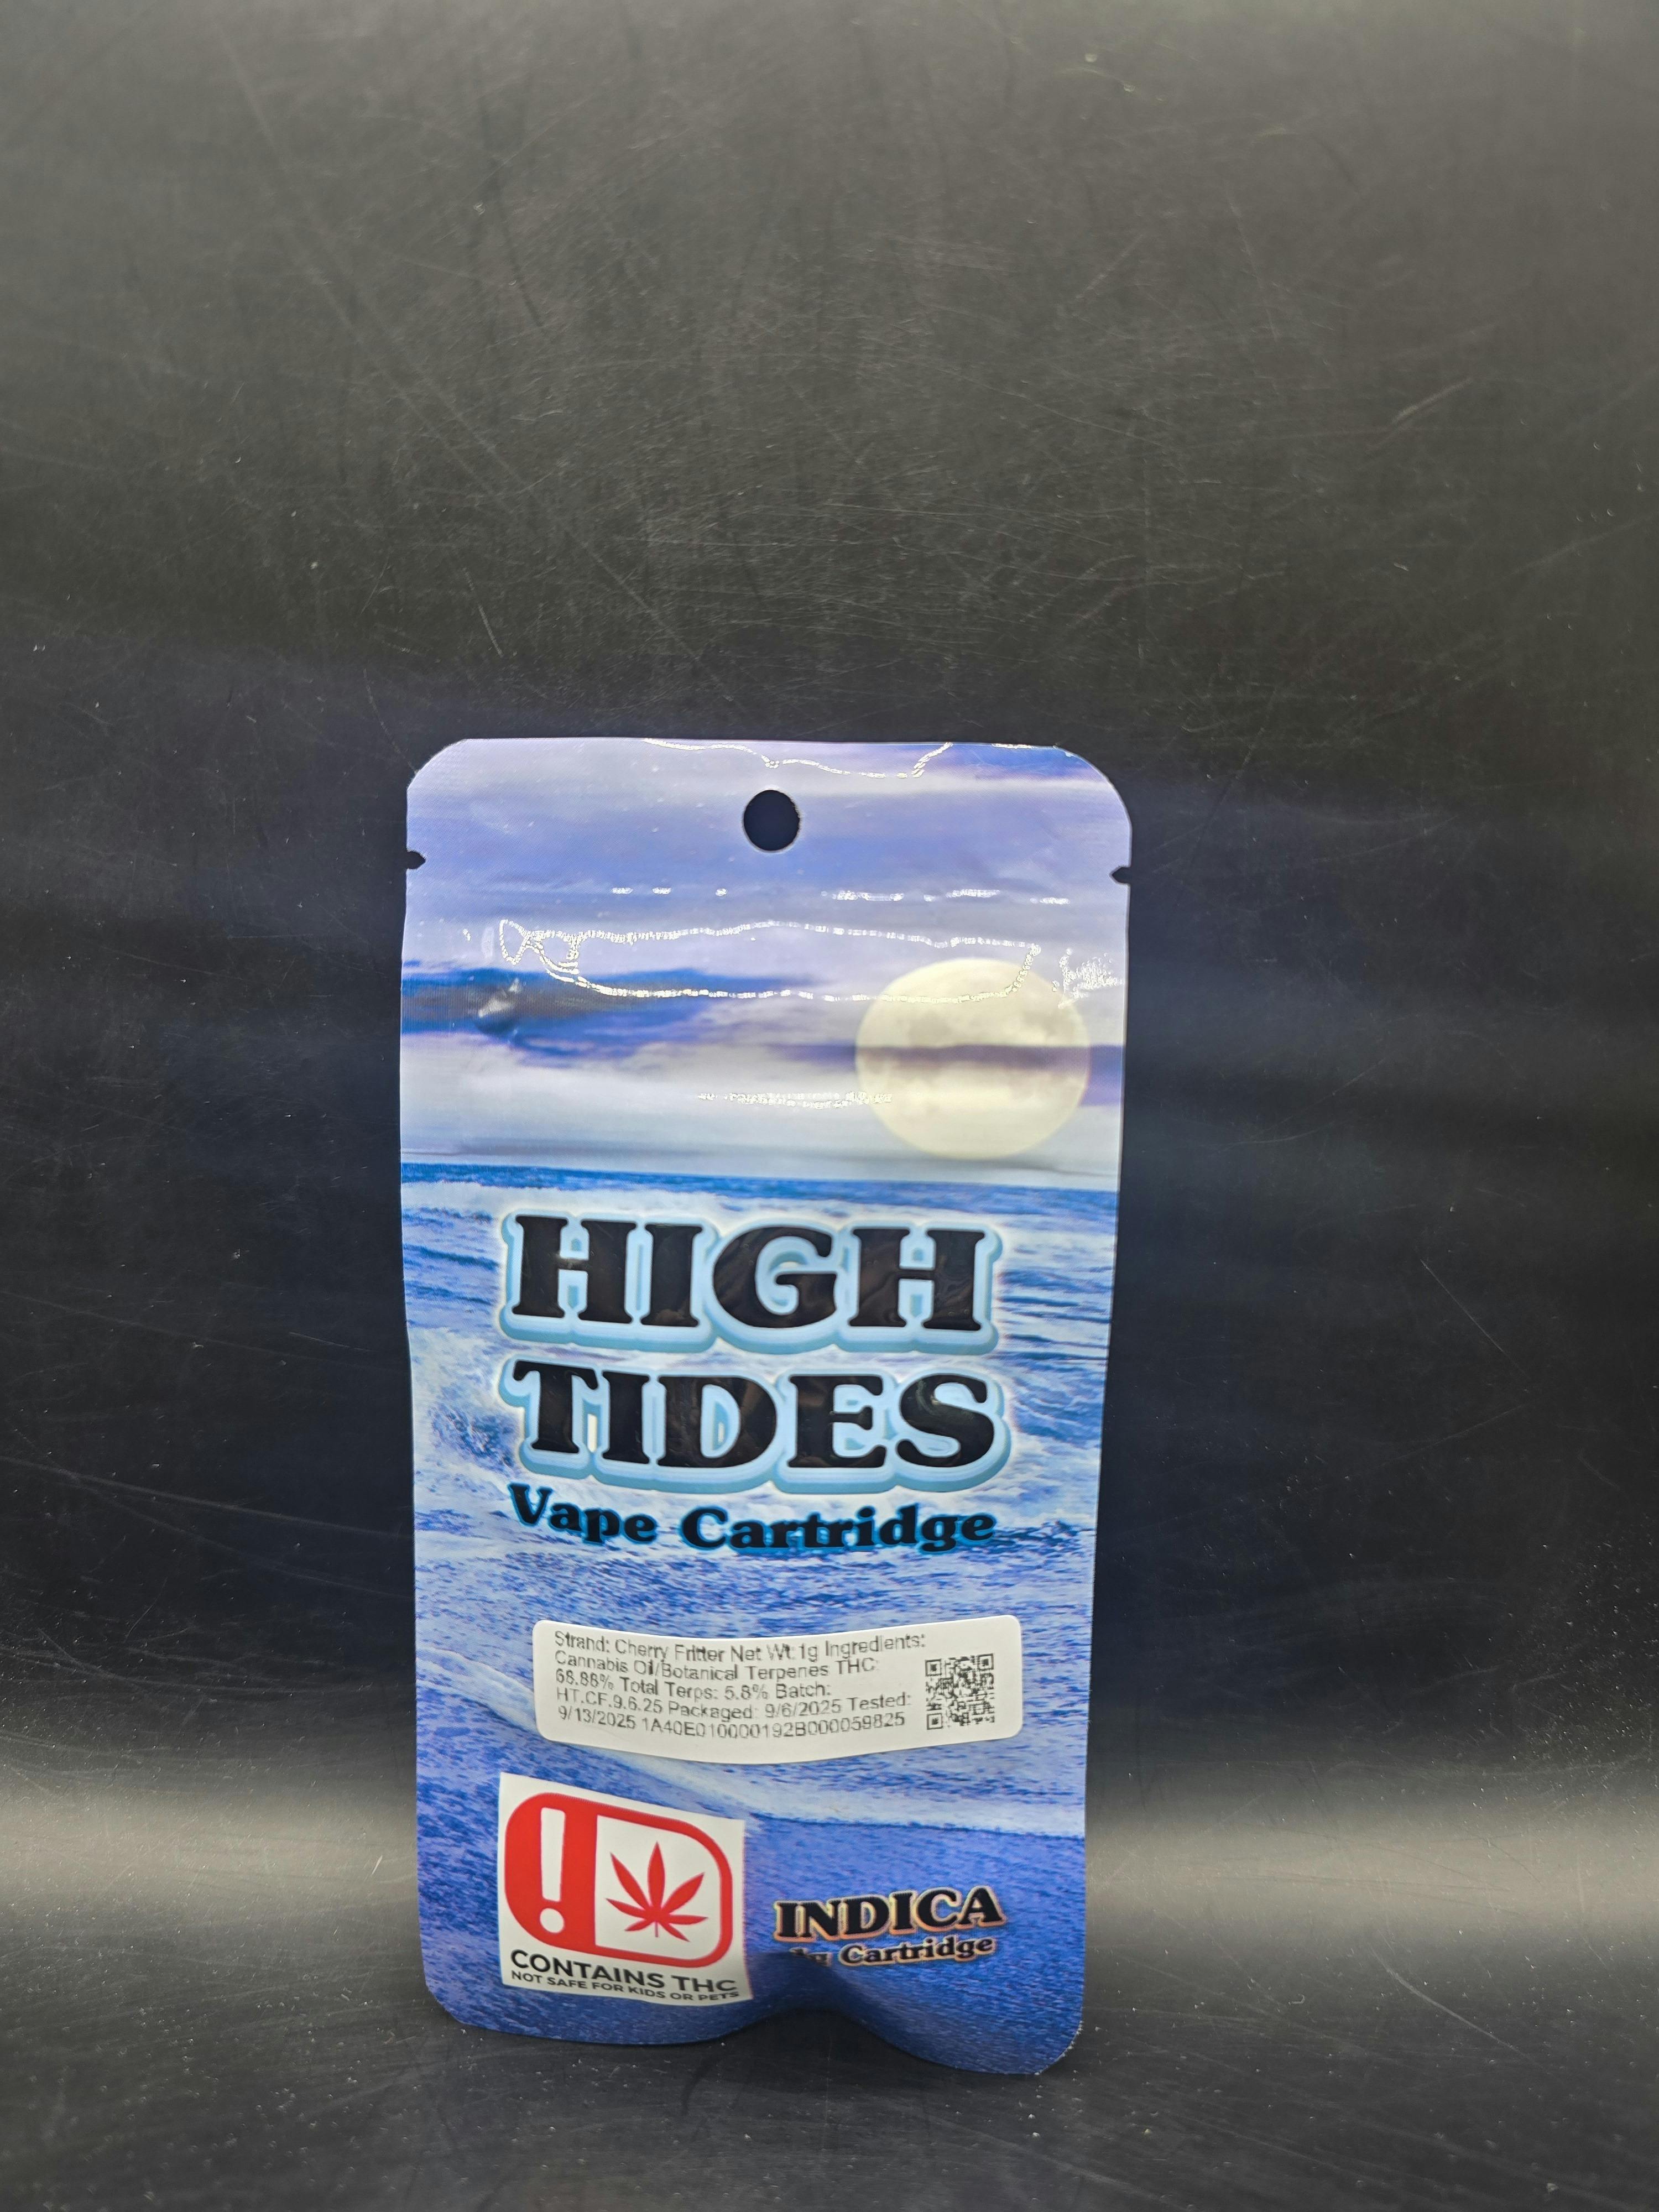 HIGH
TIDES
Vape Cartridge
Strand: Cherry Fritter Net Wt:1g Ingredients:
Cannabis Oil/Botanical Terpenes THC:
68.88% Total Terps: 5.8% Batch:
HT.CF.9.6.25 Packaged: 9/6/2025 Tested:
9/13/2025 1A40E010000192B000059825
CONTAINS THC
NOT SAFE FOR KIDS OR PETS
INDICA
Cartridge